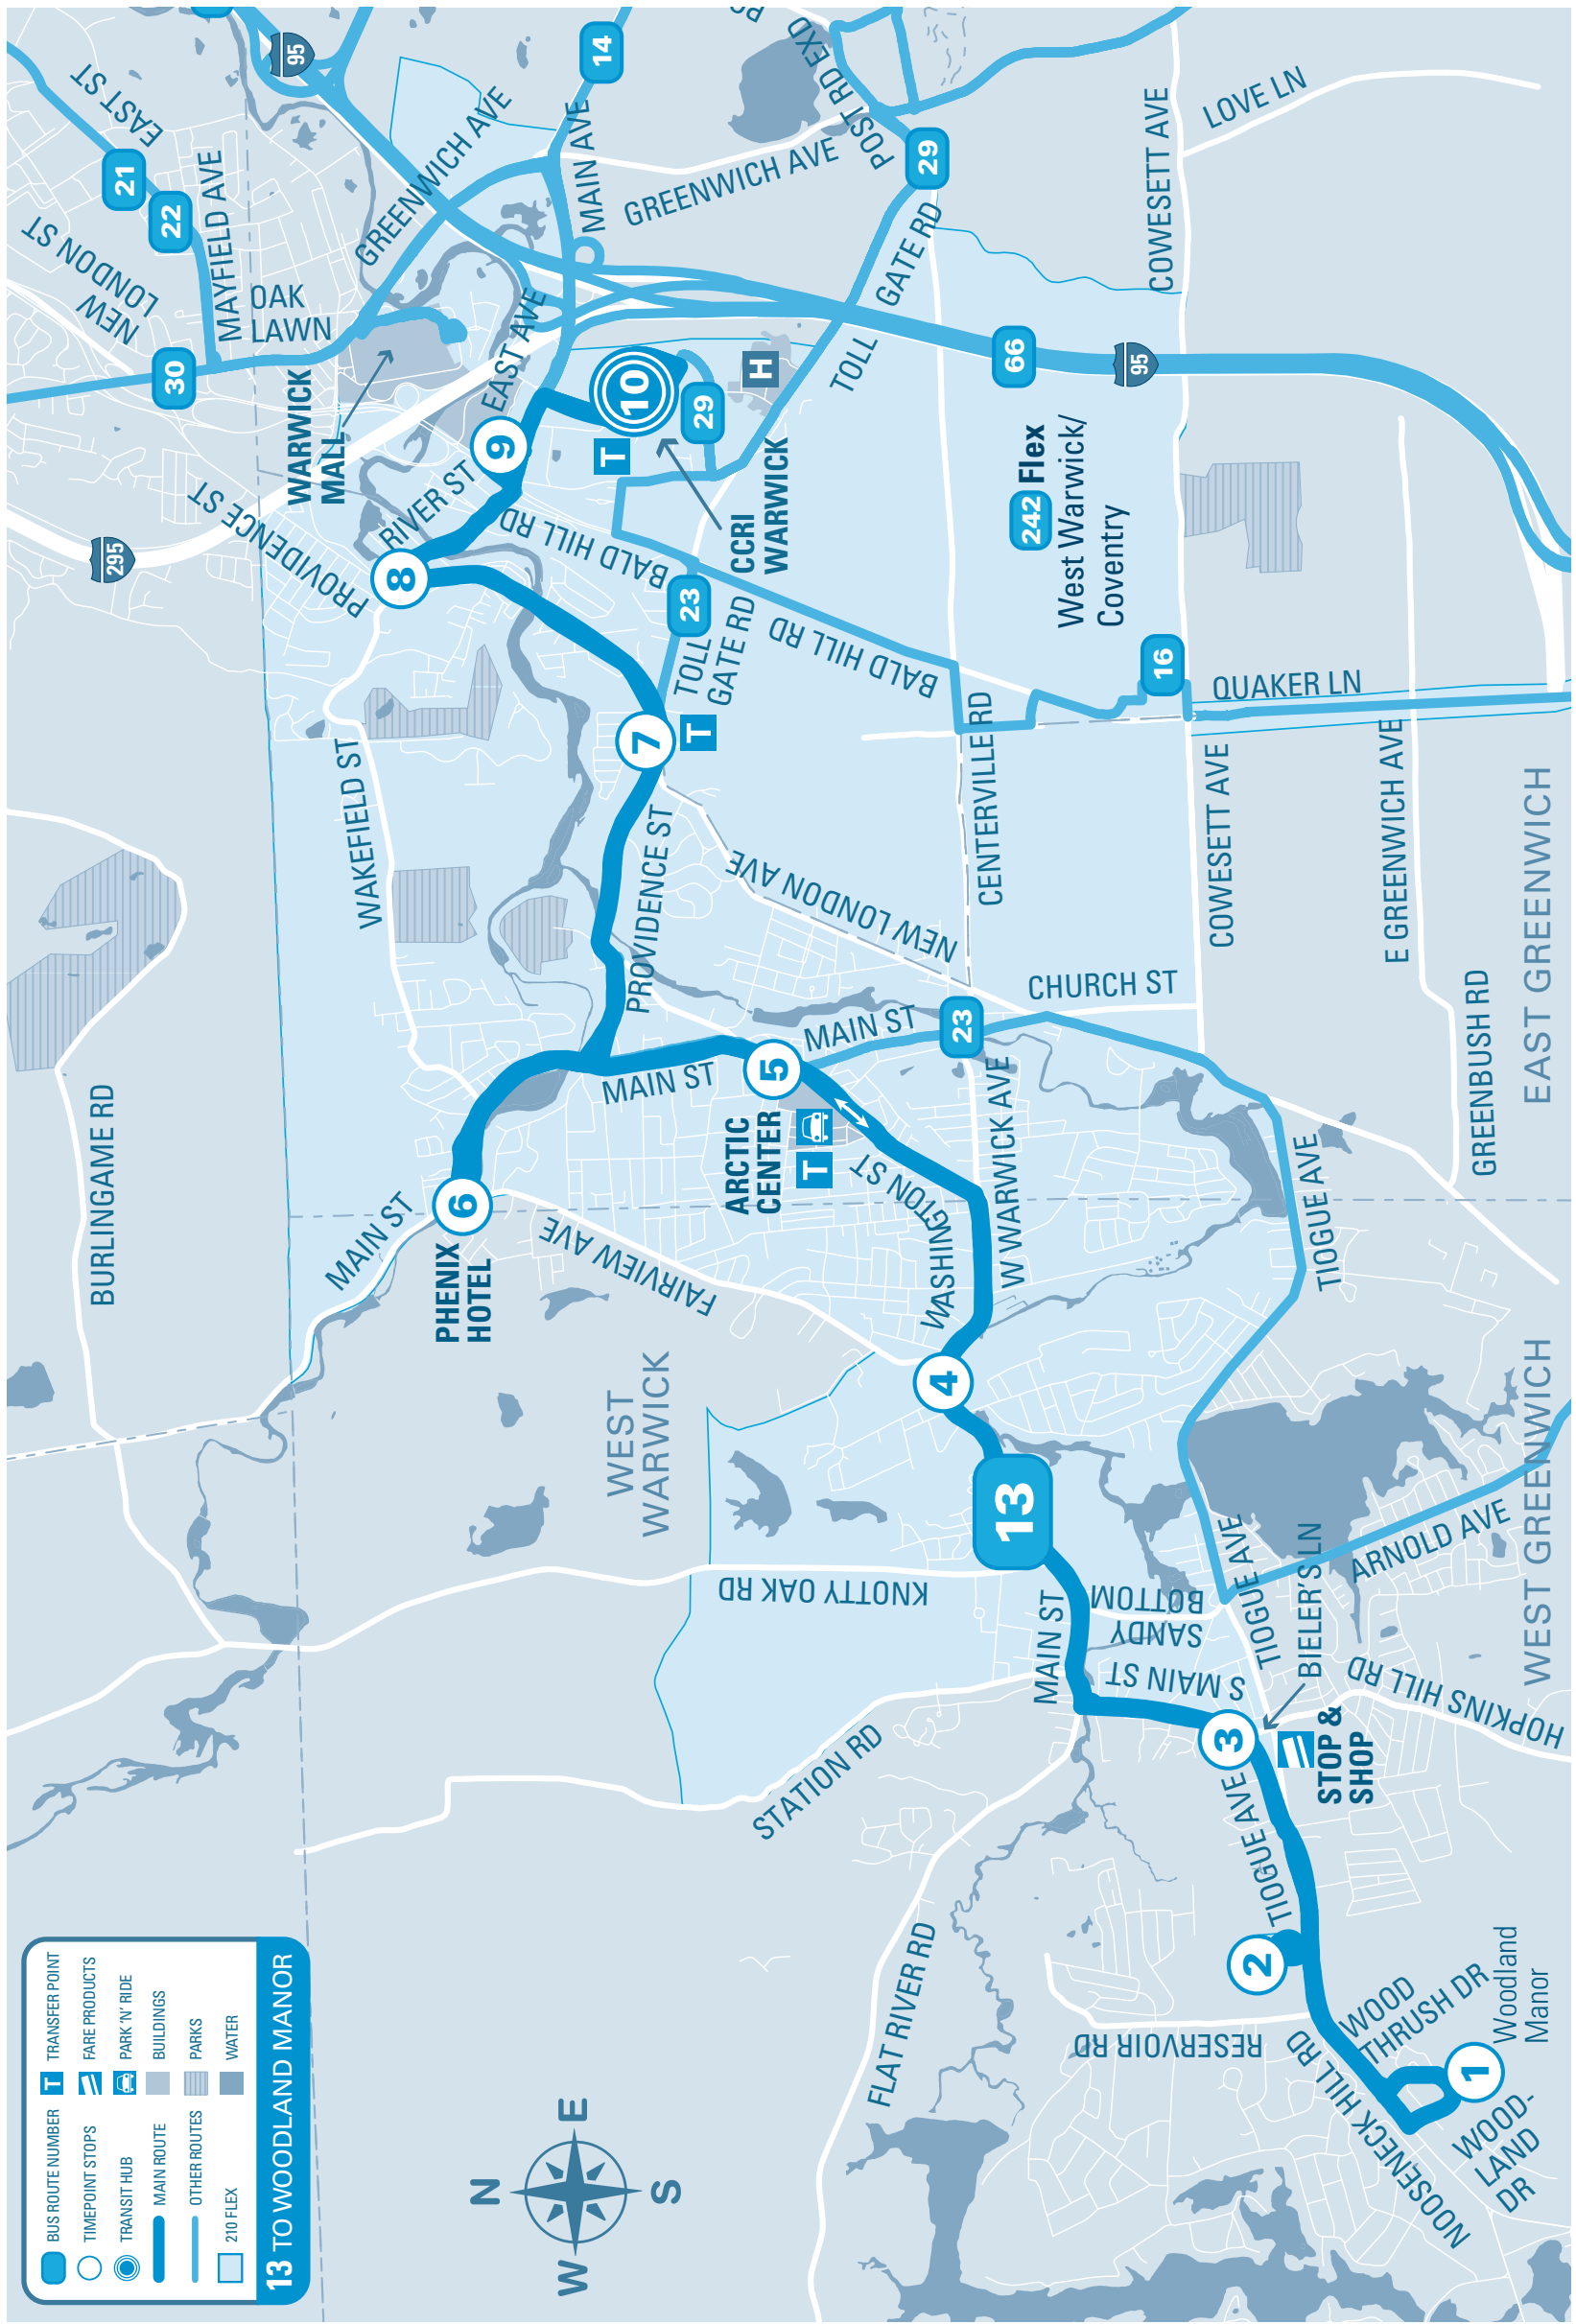 BUS ROUTE NUMBER
TIMEPOINT STOPS
TRANSIT HUB
MAIN ROUTE
OTHER ROUTES
210 FLEX
T TRANSFER POINT
FARE PRODUCTS
PARK 'N' RIDE
BUILDINGS
PARKS
WATER
13 TO WOODLAND MANOR
N
W
E
S
BURLINGAME RD
295
30
NEW
LONDON ST
21
22
EAST ST
MAYFIELD AVE
95
OAK
LAWN
GREENWICH AVE
14
MAIN AVE
GREENWICH AVE
WARWICK
MALL
PROVIDENCE ST
RIVER ST
EAST AVE
8
9
10
T
29
H
CCRI
WARWICK
BALD HILL RD
WAKEFIELD ST
MAIN ST
PHENIX
HOTEL
6
FAIRVIEW AVE
WEST
WARWICK
MAIN ST
PROVIDENCE ST
7
T
TOLL
GATE RD
23
BALD HILL RD
TOLL
GATE RD
29
POST RD EXD
ARCTIC
CENTER
T
5
MAIN ST
23
NEW LONDON AVE
CENTERVILLE RD
CHURCH ST
WASHINGTON ST
W WARWICK AVE
4
13
KNOTTY OAK RD
STATION RD
MAIN ST
SANDY
BOTTOM
S MAIN ST
242 Flex
West Warwick/
Coventry
66
95
16
QUAKER LN
COWESETT AVE
COWESETT AVE
LOVE LN
E GREENWICH AVE
GREENBUSH RD
EAST GREENWICH
TIOGUE AVE
TIOGUE AVE
BIELER'S LN
ARNOLD AVE
WEST GREENWICH
HOPKINS HILL RD
STOP &
SHOP
3
TIOGUE AVE
2
FLAT RIVER RD
RESERVOIR RD
NOOSENECK HILL RD
WOOD
THRUSH DR
1
Woodland
Manor
WOOD-
LAND
DR